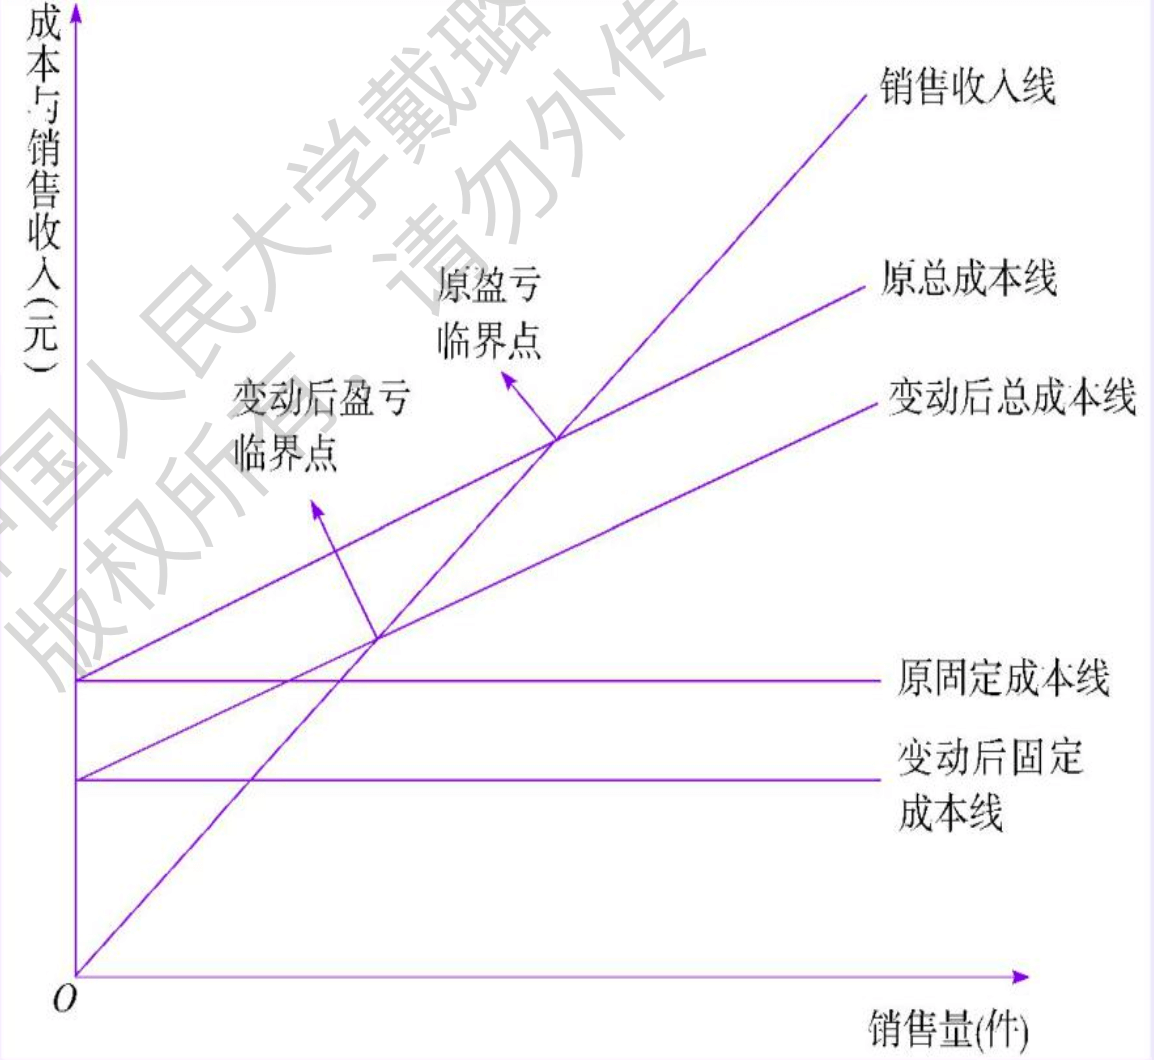 成本与销售收入(元)
销售收入线
原总成本线
变动后总成本线
原盈亏
临界点
变动后盈亏
临界点
原固定成本线
变动后固定
成本线
O
销售量(件)
中国人民大学戴璐
版权所有，请勿外传